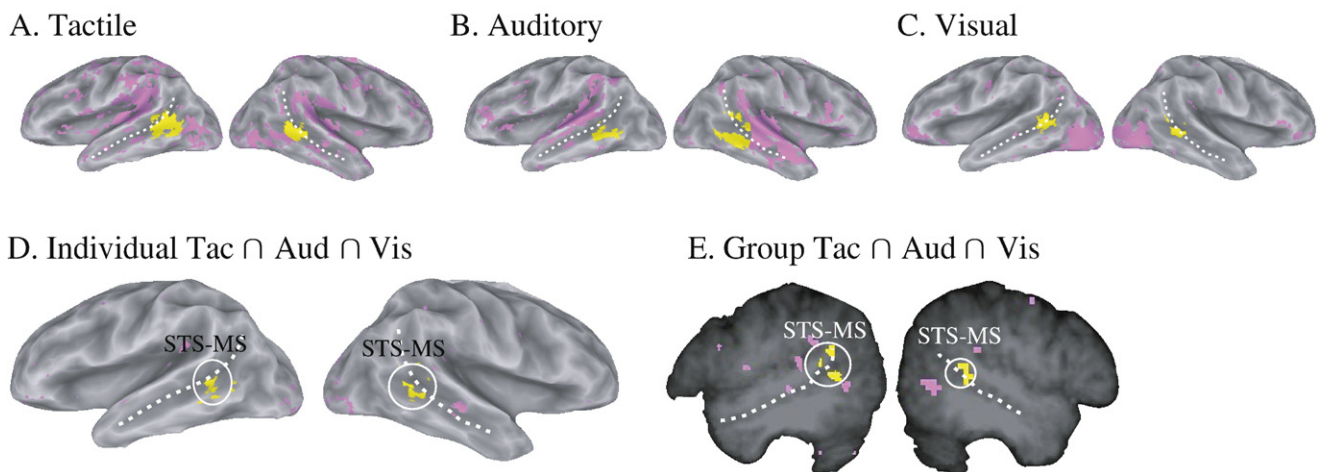 A. Tactile
B. Auditory
C. Visual
D. Individual Tac ∩ Aud ∩ Vis
E. Group Tac ∩ Aud ∩ Vis
STS-MS
STS-MS
STS-MS
STS-MS